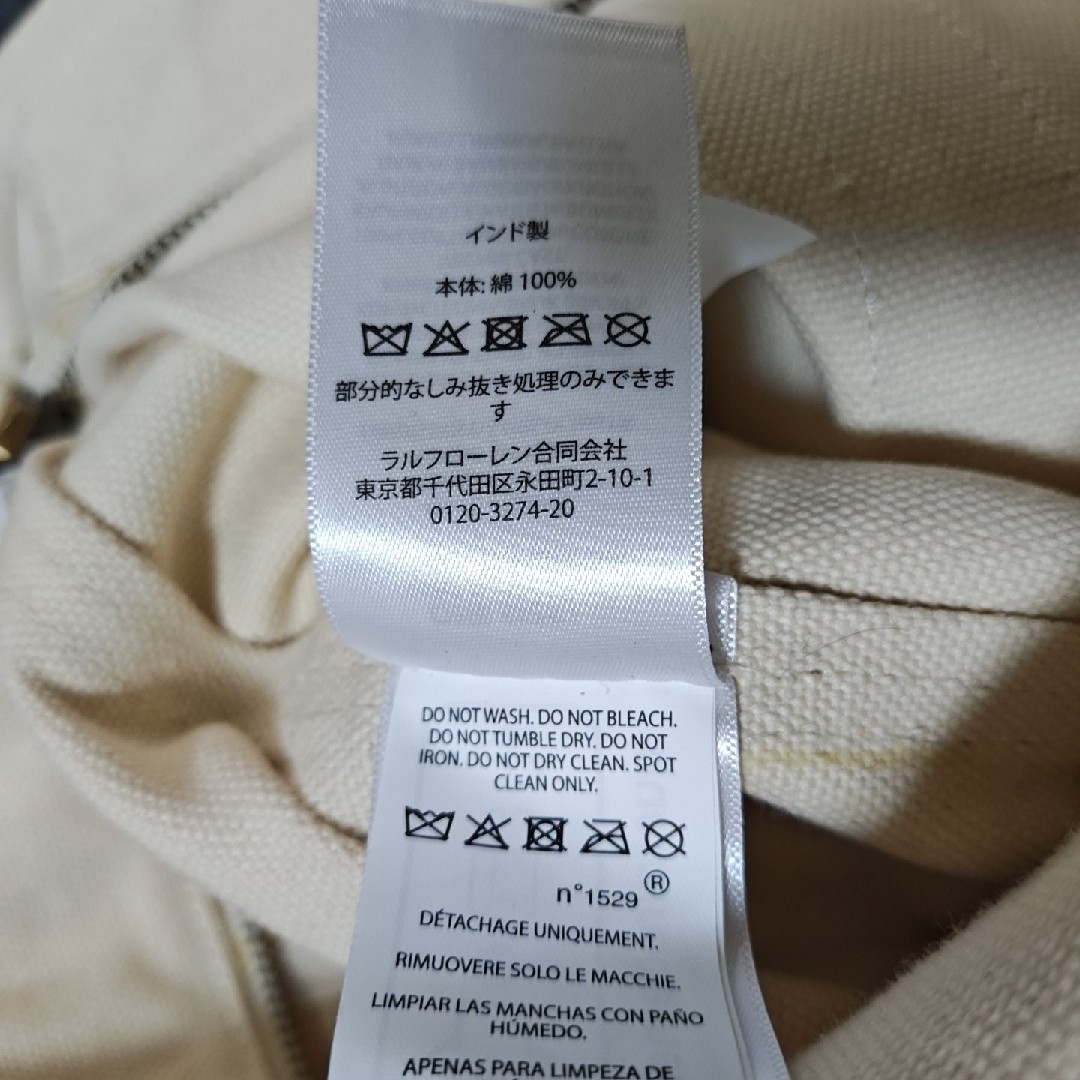 インド製
本体: 綿 100%
部分的なしみ抜き処理のみできま
す
ラルフローレン合同会社
東京都千代田区永田町2-10-1
0120-3274-20
DO NOT WASH. DO NOT BLEACH.
DO NOT TUMBLE DRY. DO NOT
IRON. DO NOT DRY CLEAN. SPOT
CLEAN ONLY.
n°1529 ®
DÉTACHAGE UNIQUEMENT.
RIMUOVERE SOLO LE MACCHIE.
LIMPIAR LAS MANCHAS CON PAÑO
HÚMEDO.
APENAS PARA LIMPEZA DE